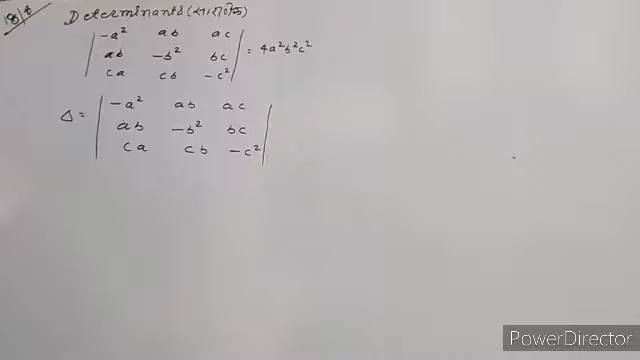 Determinants (सारणिक)
| -a² ab ac |
| ab -b² bc | = 4a²b²c²
| ca cb -c² |
Δ = | -a² ab ac |
| ab -b² bc |
| ca cb -c² |
PowerDirector